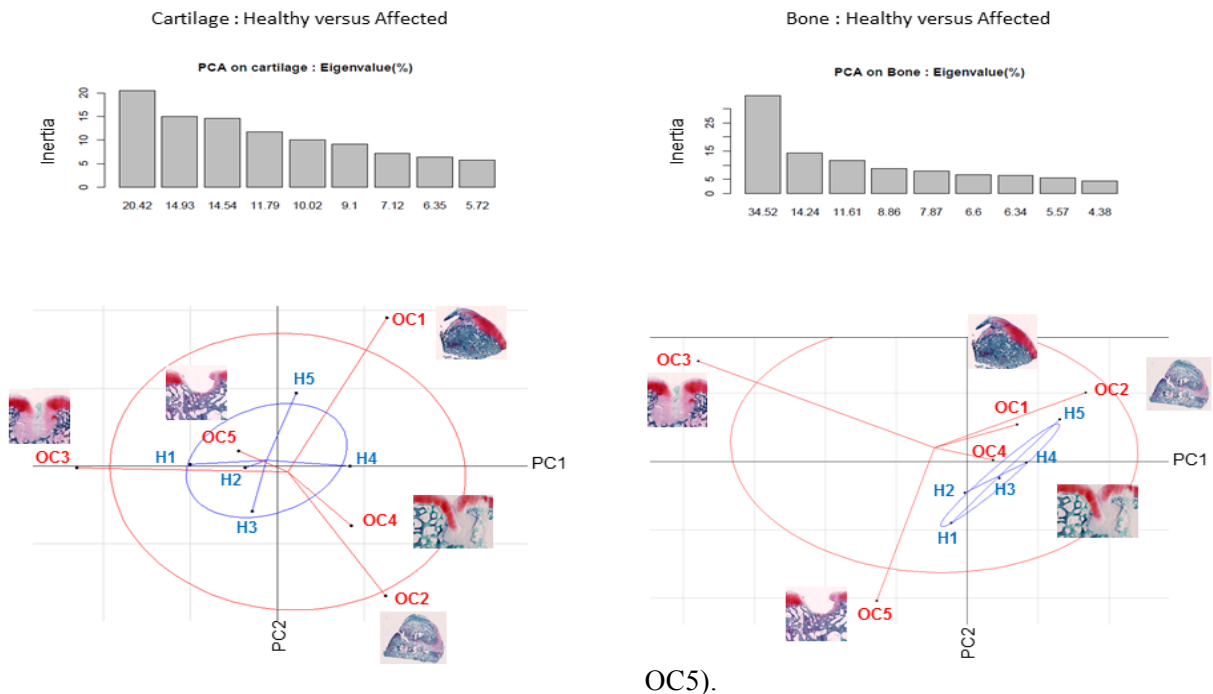 Cartilage : Healthy versus Affected
PCA on cartilage : Eigenvalue(%)
Inertia
20
15
10
5
0
20.42 14.93 14.54 11.79 10.02 9.1 7.12 6.35 5.72
OC1
H5
OC5
OC3
H1
H2
H4
PC1
H3
OC4
OC2
PC2
Bone : Healthy versus Affected
PCA on Bone : Eigenvalue(%)
Inertia
25
15
5
0
34.52 14.24 11.61 8.86 7.87 6.6 6.34 5.57 4.38
OC3
OC2
OC1
H5
OC4
H4
PC1
H2
H3
H1
OC5
PC2
OC5).